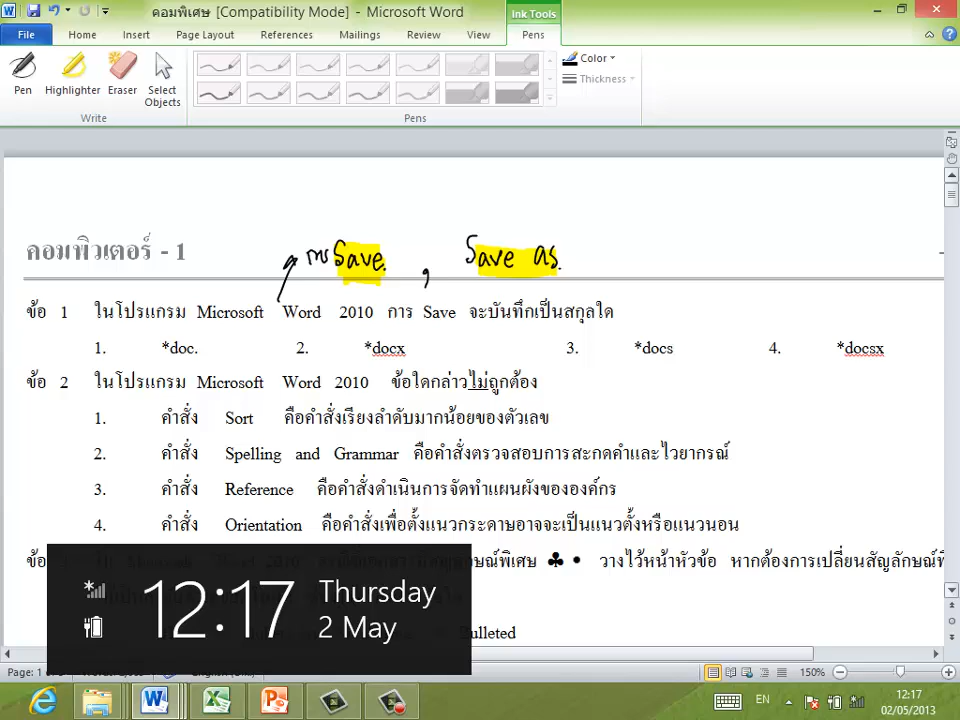 คอมพิเศษ [Compatibility Mode] - Microsoft Word
Ink Tools
File Home Insert Page Layout References Mailings Review View Pens
Pen Highlighter Eraser Select Objects
Color
Thickness
Write
Pens
คอมพิวเตอร์ - 1
การ Save. , Save as.
ข้อ 1 ในโปรแกรม Microsoft Word 2010 การ Save จะบันทึกเป็นสกุลใด
1. *doc. 2. *docx 3. *docs 4. *docsx
ข้อ 2 ในโปรแกรม Microsoft Word 2010 ข้อใดกล่าวไม่ถูกต้อง
1. คำสั่ง Sort คือคำสั่งเรียงลำดับมากน้อยของตัวเลข
2. คำสั่ง Spelling and Grammar คือคำสั่งตรวจสอบการสะกดคำและไวยากรณ์
3. คำสั่ง Reference คือคำสั่งดำเนินการจัดทำแผนผังขององค์กร
4. คำสั่ง Orientation คือคำสั่งเพื่อตั้งแนวกระดาษอาจจะเป็นแนวตั้งหรือแนวนอน
วางไว้หน้าหัวข้อ หากต้องการเปลี่ยนสัญลักษณ์
Bulleted
12:17
Thursday
2 May
150%
EN
12:17
02/05/2013